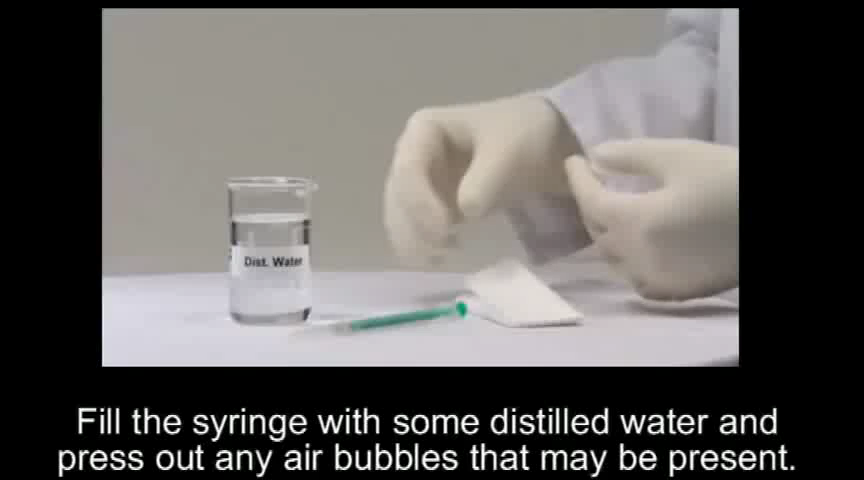 Dist. Water
Fill the syringe with some distilled water and
press out any air bubbles that may be present.